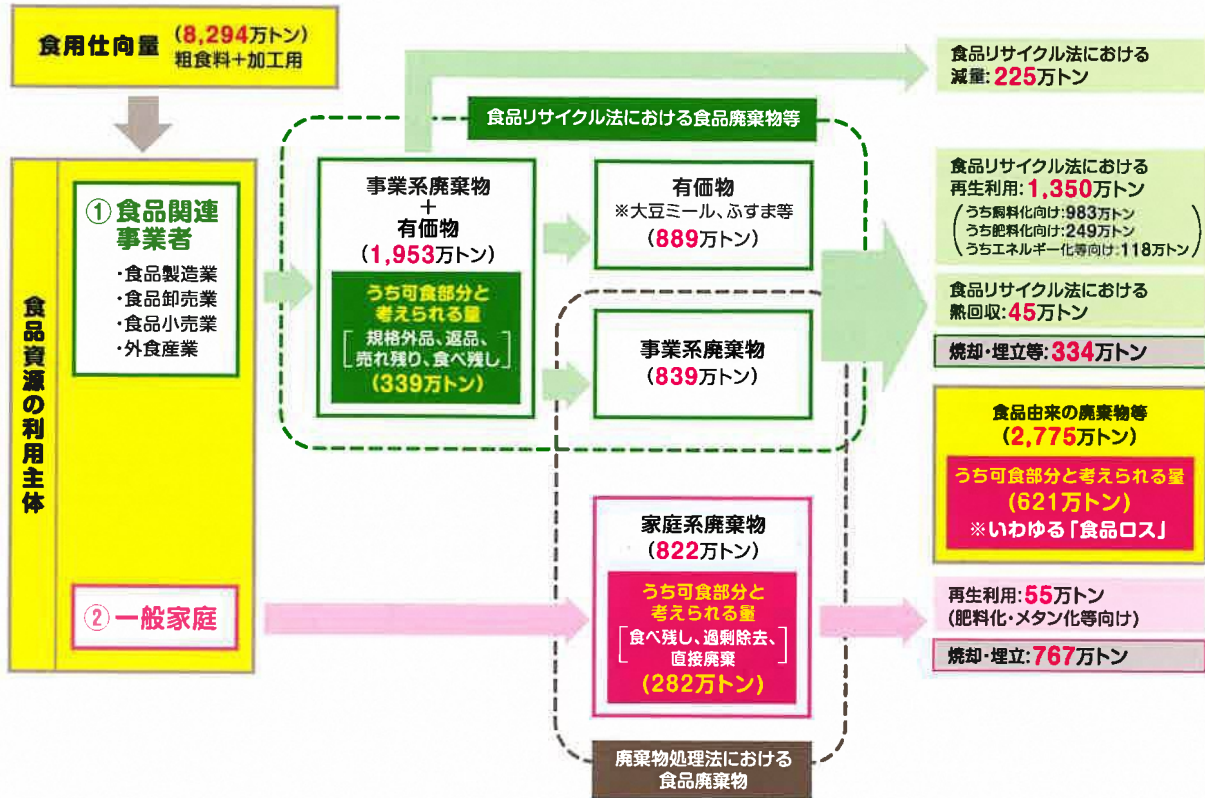 食用仕向量 (8,294万トン)
粗食料+加工用
食品資源の利用主体
①食品関連
事業者
・食品製造業
・食品卸売業
・食品小売業
・外食産業
②一般家庭
食品リサイクル法における食品廃棄物等
事業系廃棄物
+
有価物
(1,953万トン)
うち可食部分と
考えられる量
規格外品、返品、
売れ残り、食べ残し
(339万トン)
有価物
※大豆ミール、ふすま等
(889万トン)
事業系廃棄物
(839万トン)
家庭系廃棄物
(822万トン)
うち可食部分と
考えられる量
食べ残し、過剰除去、
直接廃棄
(282万トン)
廃棄物処理法における
食品廃棄物
食品リサイクル法における
減量:225万トン
食品リサイクル法における
再生利用:1,350万トン
(うち飼料化向け:983万トン
うち肥料化向け:249万トン
うちエネルギー化等向け:118万トン)
食品リサイクル法における
熱回収:45万トン
焼却・埋立等:334万トン
食品由来の廃棄物等
(2,775万トン)
うち可食部分と考えられる量
(621万トン)
※いわゆる「食品ロス」
再生利用:55万トン
(肥料化・メタン化等向け)
焼却・埋立:767万トン